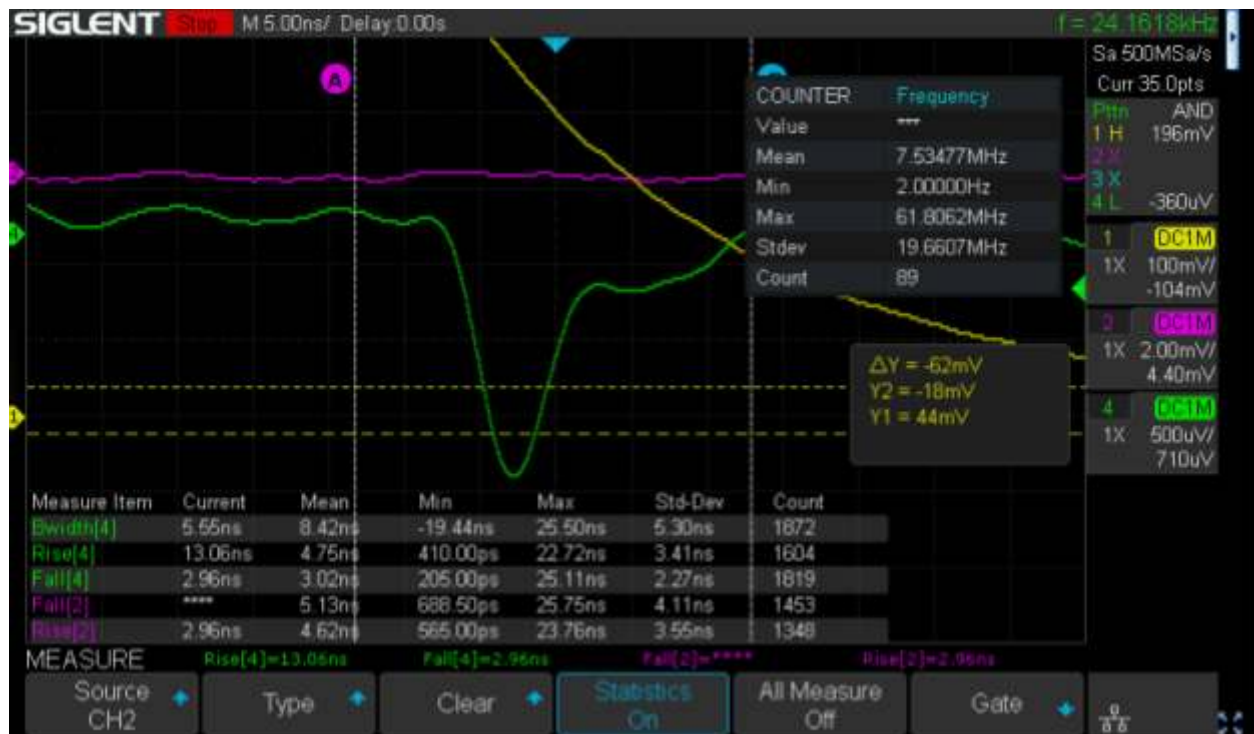 SIGLENT Stop M 5.00ns/ Delay:0.00s f = 24.1618kHz
Sa 500MSa/s
Curr 35.0pts
Pttn AND
1 H 196mV
2 X
3 X
4 L -360uV
A
COUNTER Frequency
Value ***
Mean 7.53477MHz
Min 2.00000Hz
Max 61.8062MHz
Stdev 19.6607MHz
Count 89
1 DC1M
1X 100mV/
-104mV
DC1M
1X 2.00mV/
4.40mV
4 DC1M
1X 500uV/
710uV
ΔY = -62mV
Y2 = -18mV
Y1 = 44mV
4
1
Measure Item Current Mean Min Max Std-Dev Count
Bwidth[4] 5.55ns 8.42ns -19.44ns 25.50ns 5.30ns 1872
Rise[4] 13.06ns 4.75ns 410.00ps 22.72ns 3.41ns 1604
Fall[4] 2.96ns 3.02ns 205.00ps 25.11ns 2.27ns 1819
Fall[2] **** 5.13ns 688.50ps 25.75ns 4.11ns 1453
Rise[2] 2.96ns 4.62ns 565.00ps 23.76ns 3.55ns 1348
MEASURE Rise[4]=13.06ns Fall[4]=2.96ns Fall[2]=**** Rise[2]=2.96ns
Source Type Clear Statistics All Measure Gate
CH2 On Off